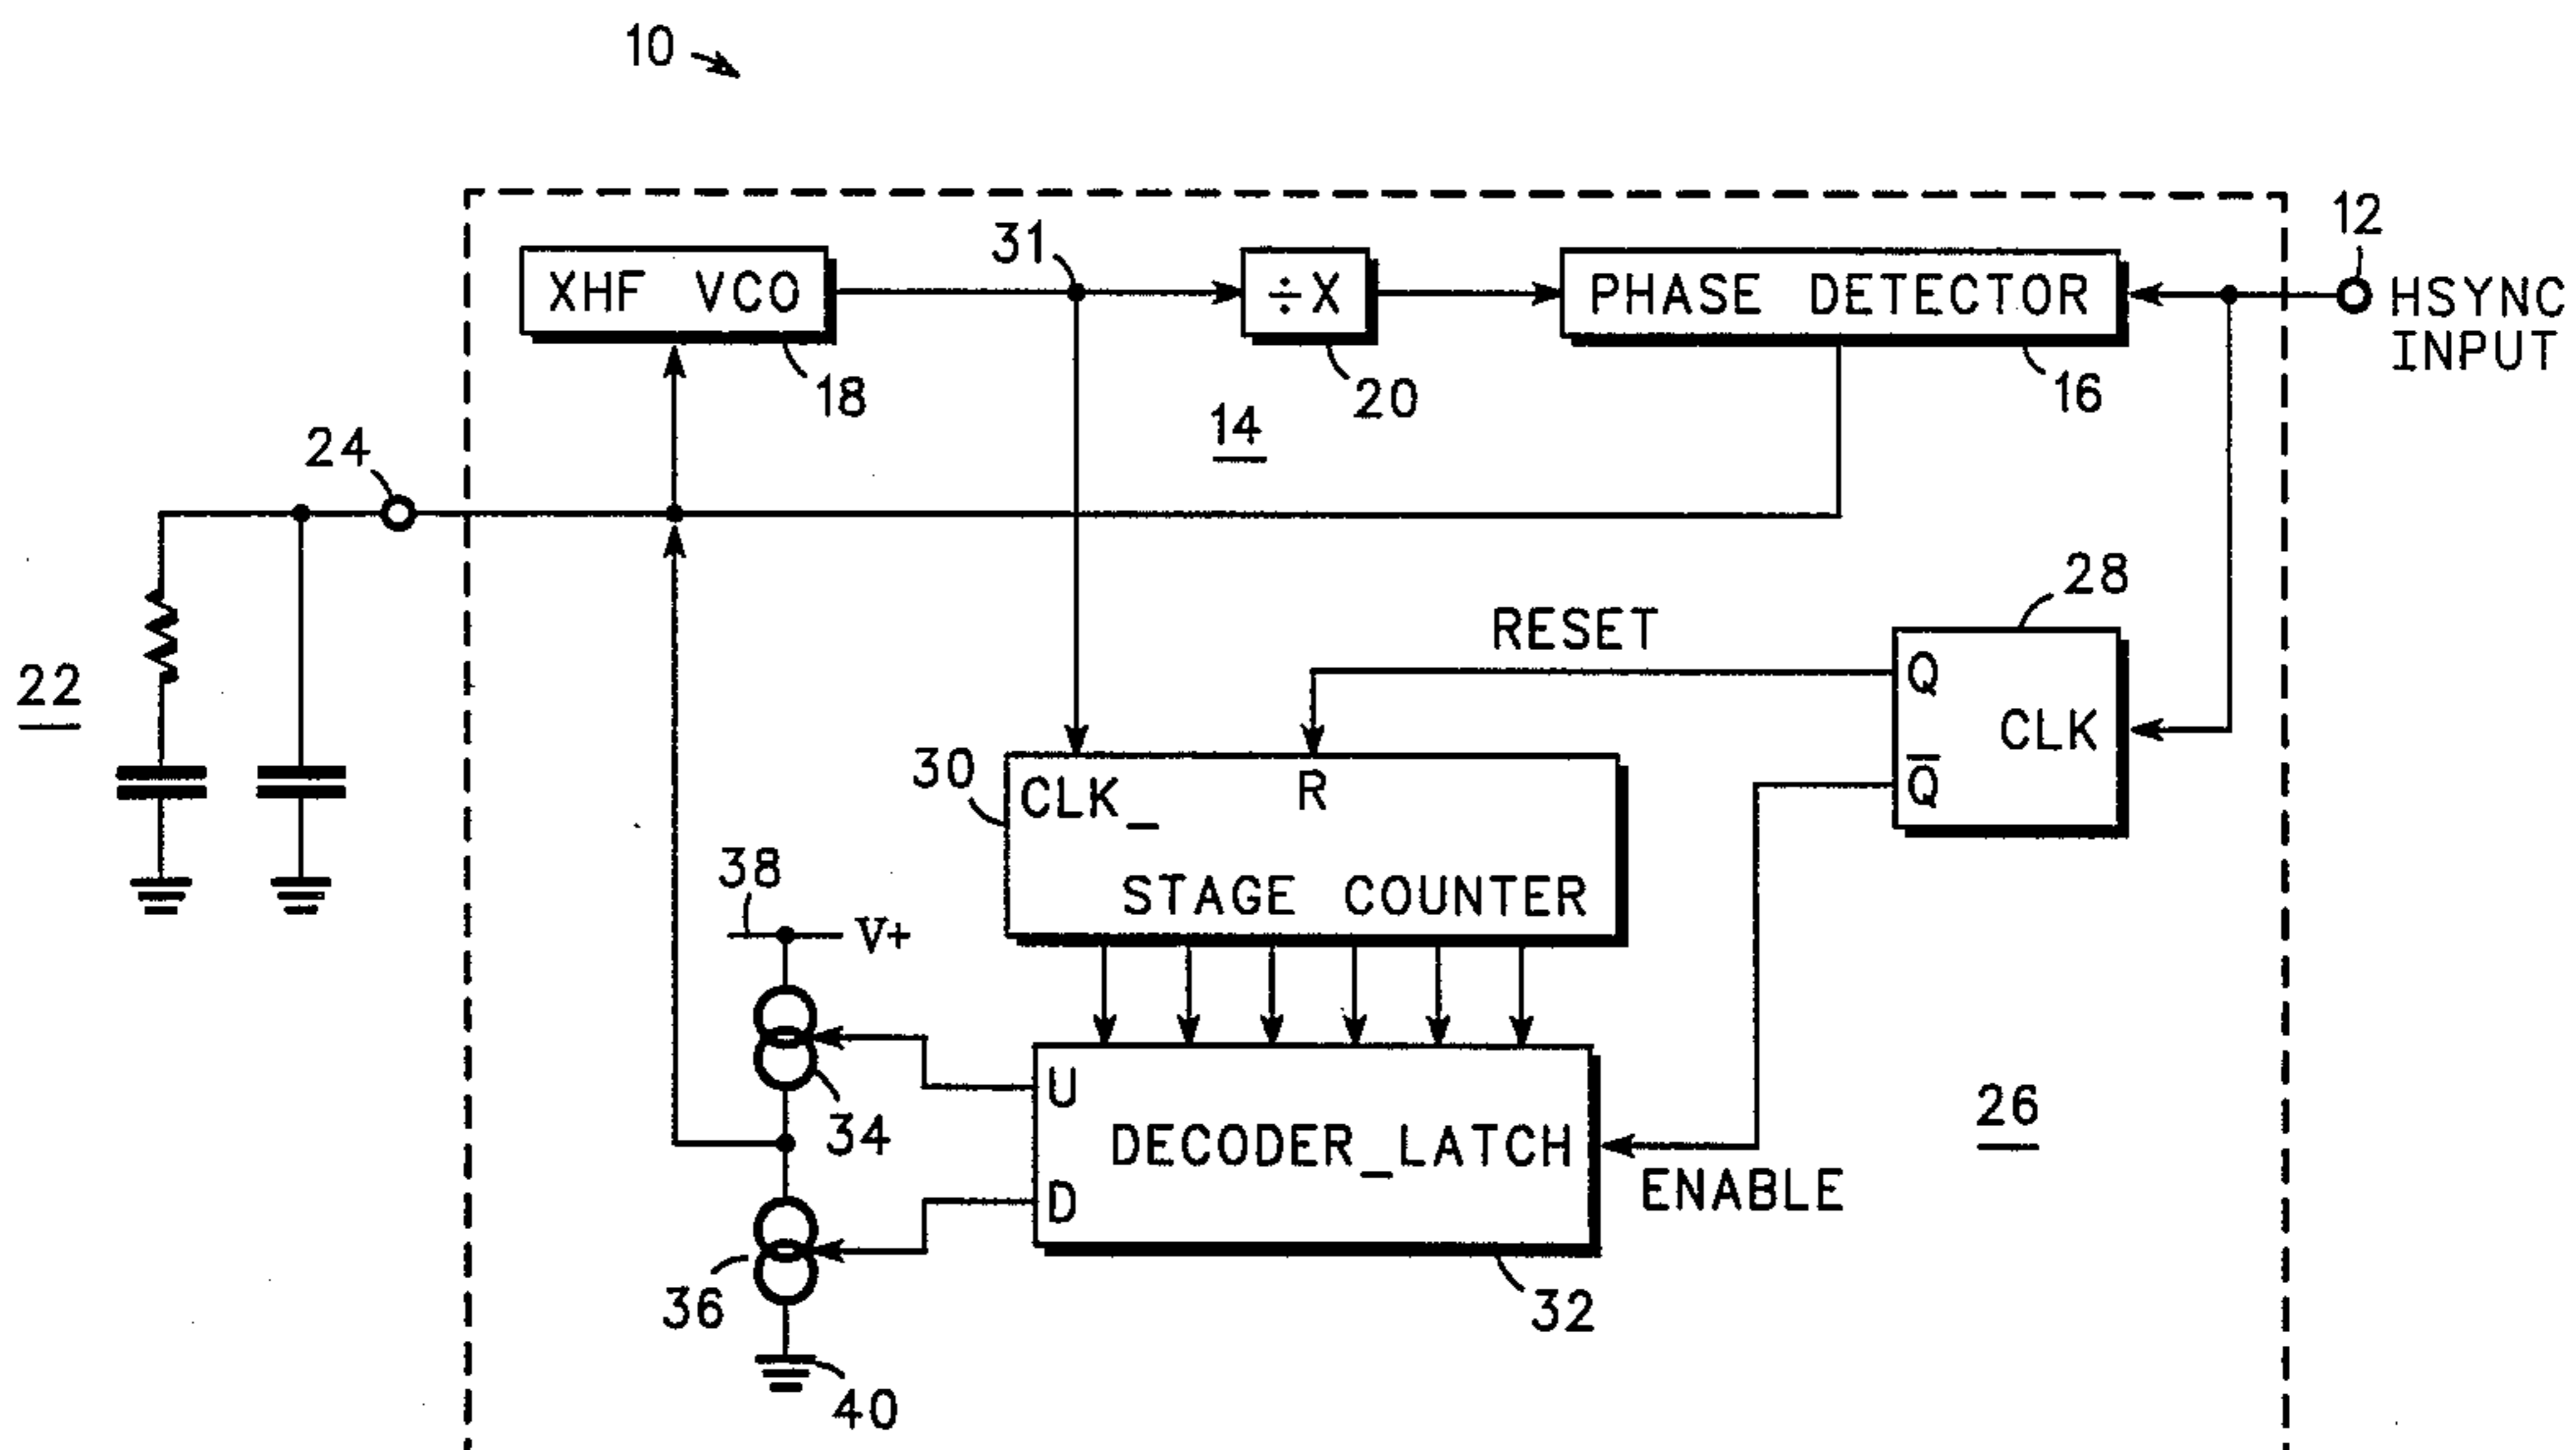 10
12
31
XHF VCO
÷X
PHASE DETECTOR
HSYNC
INPUT
18
20
16
14
24
28
RESET
22
Q
CLK
Q̅
30
CLK_
R
STAGE COUNTER
38
V+
34
U
DECODER_LATCH
D
ENABLE
26
36
32
40